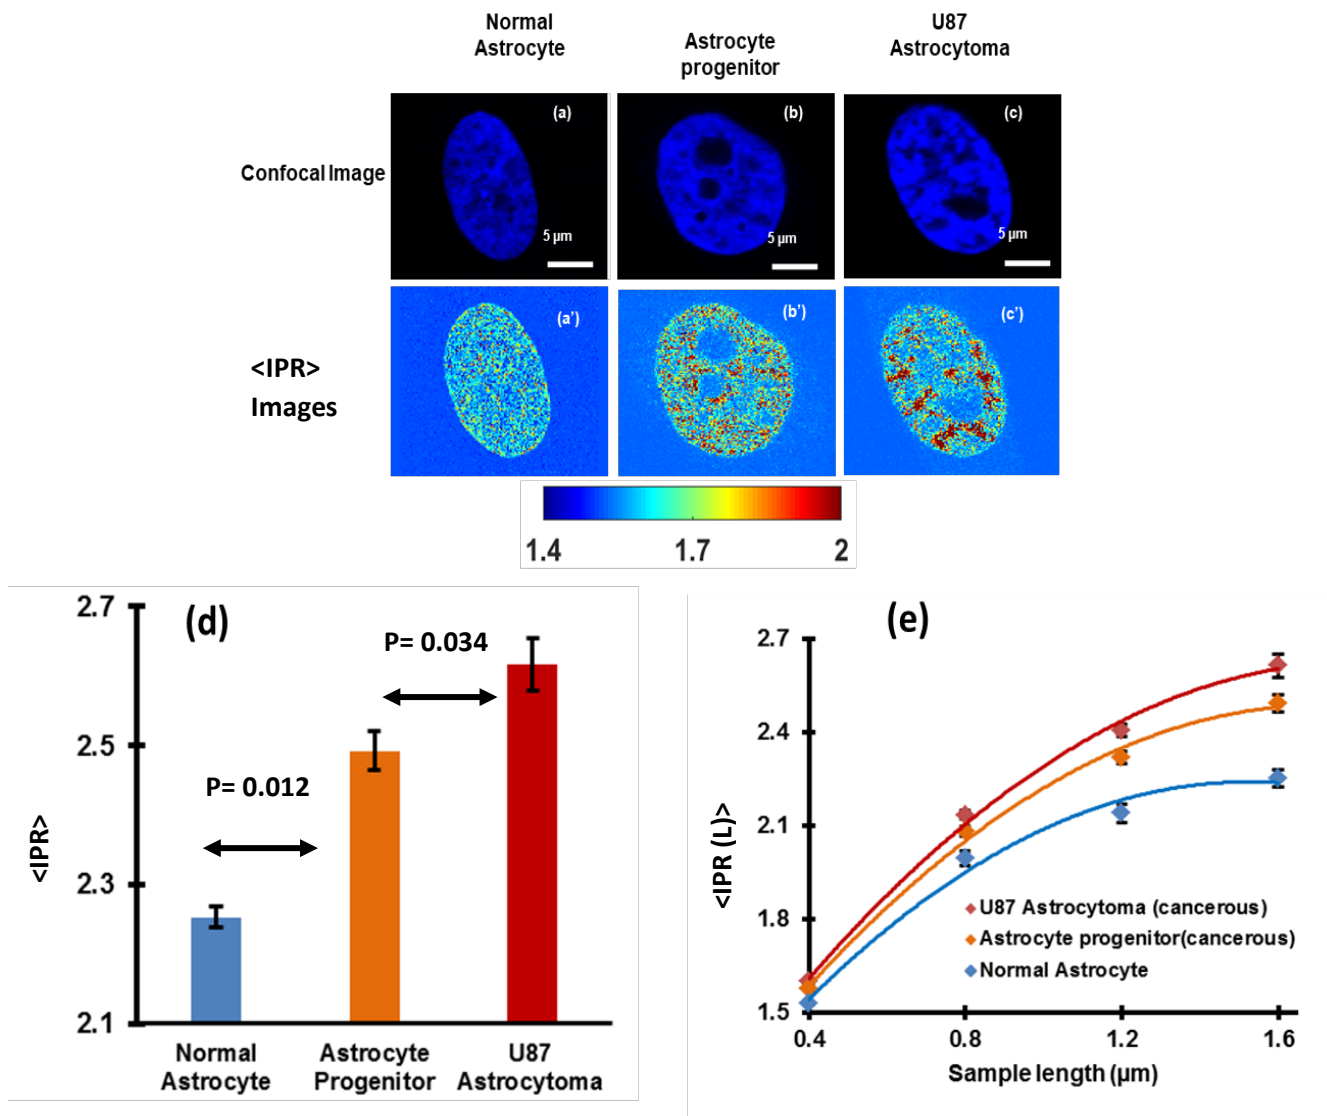 Normal
Astrocyte
Astrocyte
progenitor
U87
Astrocytoma
Confocal Image
(a)
5 µm
(b)
5 µm
(c)
5 µm
<IPR>
Images
(a')
(b')
(c')
1.4
1.7
2
(d)
2.7
2.5
2.3
2.1
<IPR>
P= 0.012
P= 0.034
Normal
Astrocyte
Astrocyte
Progenitor
U87
Astrocytoma
(e)
2.7
2.4
2.1
1.8
1.5
<IPR (L)>
U87 Astrocytoma (cancerous)
Astrocyte progenitor(cancerous)
Normal Astrocyte
0.4
0.8
1.2
1.6
Sample length (µm)